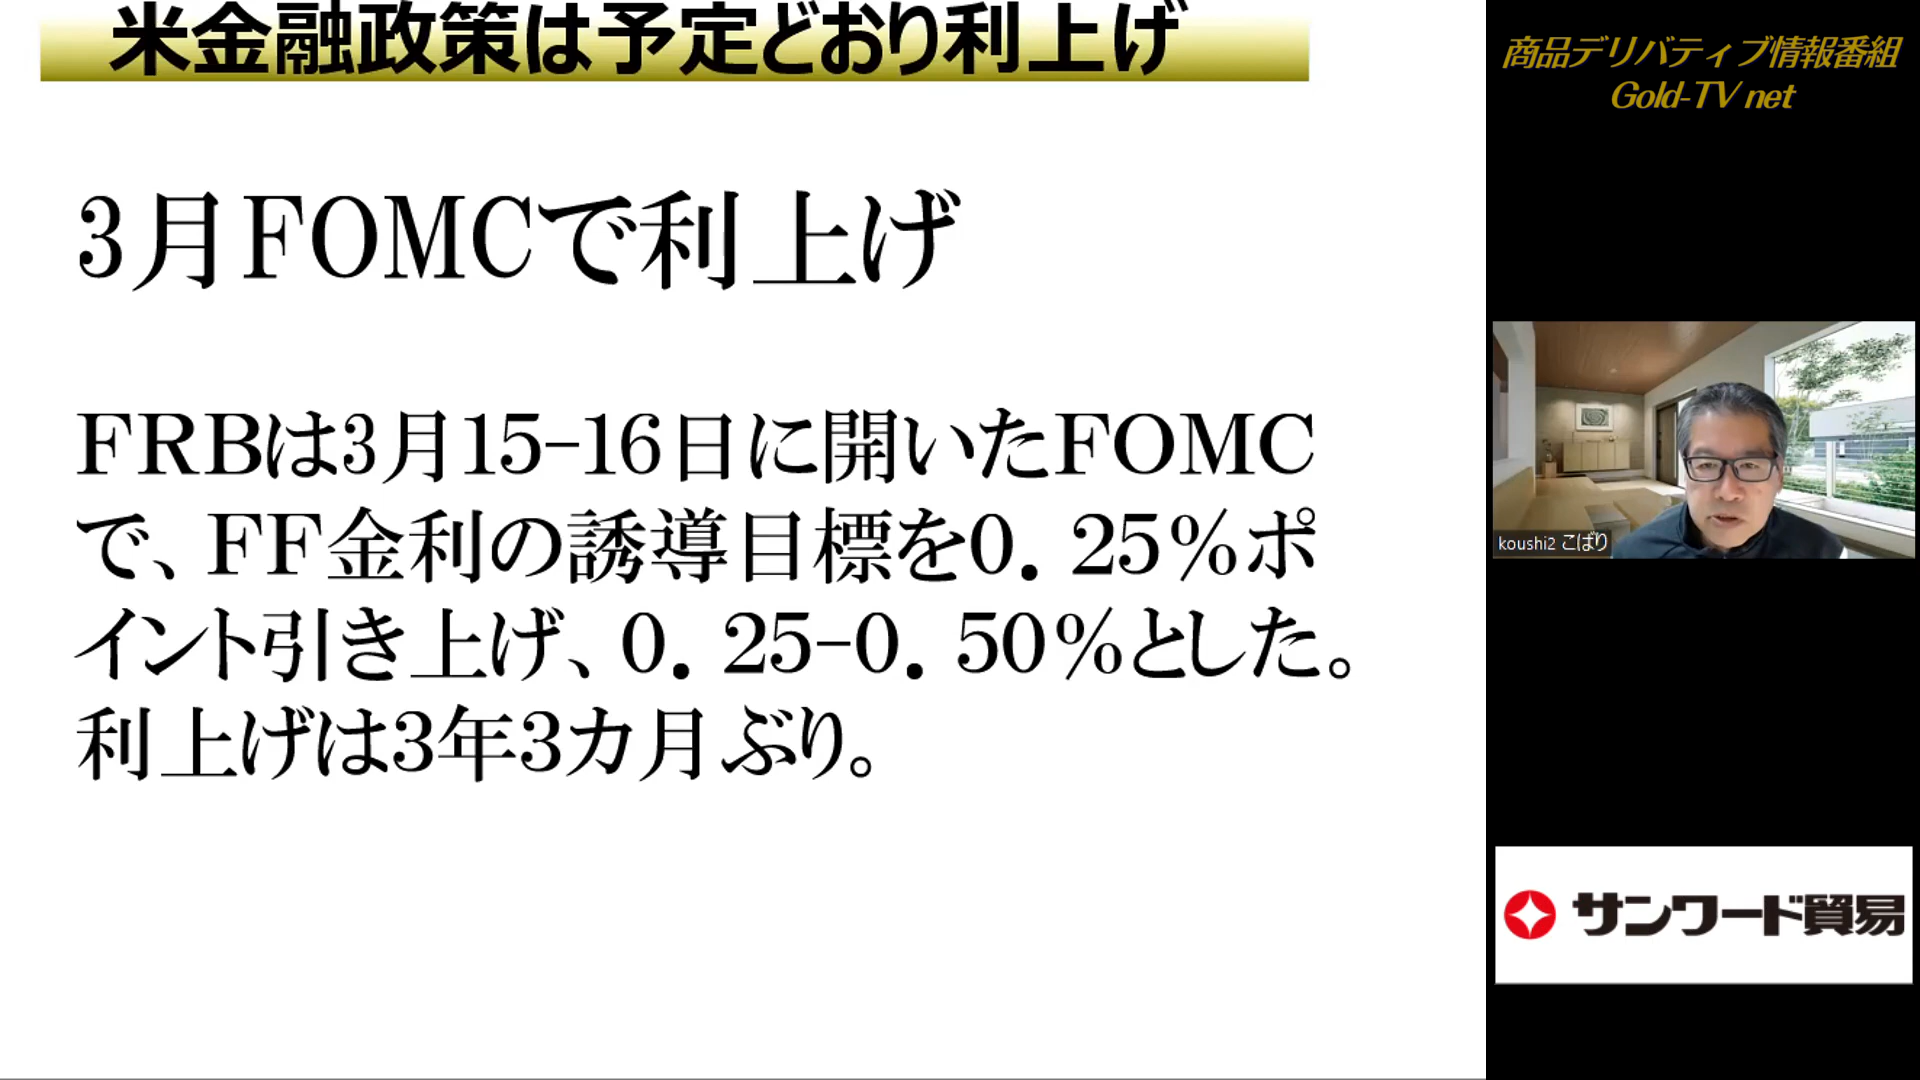 米金融政策は予定どおり利上げ
3月FOMCで利上げ
FRBは3月15-16日に開いたFOMC
で、FF金利の誘導目標を0．25％ポ
イント引き上げ、0．25-0．50％とした。
利上げは3年3カ月ぶり。
商品デリバティブ情報番組
Gold-TV net
koushi2 こばり
サンワード貿易